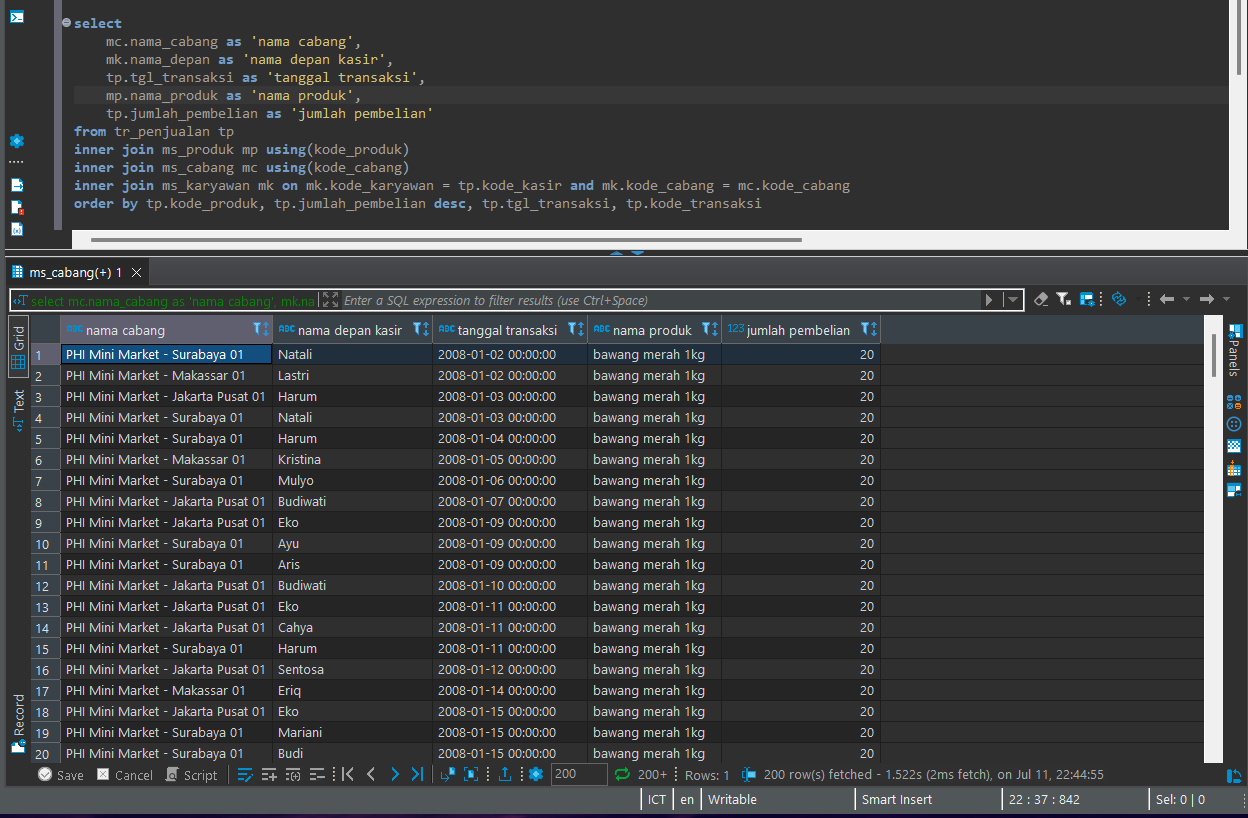 select
mc.nama_cabang as 'nama cabang',
mk.nama_depan as 'nama depan kasir',
tp.tgl_transaksi as 'tanggal transaksi',
mp.nama_produk as 'nama produk',
tp.jumlah_pembelian as 'jumlah pembelian'
from tr_penjualan tp
inner join ms_produk mp using(kode_produk)
inner join ms_cabang mc using(kode_cabang)
inner join ms_karyawan mk on mk.kode_karyawan = tp.kode_kasir and mk.kode_cabang = mc.kode_cabang
order by tp.kode_produk, tp.jumlah_pembelian desc, tp.tgl_transaksi, tp.kode_transaksi
ms_cabang(+) 1
select mc.nama_cabang as 'nama cabang', mk.na Enter a SQL expression to filter results (use Ctrl+Space)
Grid
Text
Record
Panels
ABC nama cabang ABC nama depan kasir ABC tanggal transaksi ABC nama produk 123 jumlah pembelian
1 PHI Mini Market - Surabaya 01 Natali 2008-01-02 00:00:00 bawang merah 1kg 20
2 PHI Mini Market - Makassar 01 Lastri 2008-01-02 00:00:00 bawang merah 1kg 20
3 PHI Mini Market - Jakarta Pusat 01 Harum 2008-01-03 00:00:00 bawang merah 1kg 20
4 PHI Mini Market - Surabaya 01 Natali 2008-01-03 00:00:00 bawang merah 1kg 20
5 PHI Mini Market - Surabaya 01 Harum 2008-01-04 00:00:00 bawang merah 1kg 20
6 PHI Mini Market - Makassar 01 Kristina 2008-01-05 00:00:00 bawang merah 1kg 20
7 PHI Mini Market - Surabaya 01 Mulyo 2008-01-06 00:00:00 bawang merah 1kg 20
8 PHI Mini Market - Jakarta Pusat 01 Budiwati 2008-01-07 00:00:00 bawang merah 1kg 20
9 PHI Mini Market - Jakarta Pusat 01 Eko 2008-01-09 00:00:00 bawang merah 1kg 20
10 PHI Mini Market - Surabaya 01 Ayu 2008-01-09 00:00:00 bawang merah 1kg 20
11 PHI Mini Market - Surabaya 01 Aris 2008-01-09 00:00:00 bawang merah 1kg 20
12 PHI Mini Market - Jakarta Pusat 01 Budiwati 2008-01-10 00:00:00 bawang merah 1kg 20
13 PHI Mini Market - Jakarta Pusat 01 Eko 2008-01-11 00:00:00 bawang merah 1kg 20
14 PHI Mini Market - Jakarta Pusat 01 Cahya 2008-01-11 00:00:00 bawang merah 1kg 20
15 PHI Mini Market - Surabaya 01 Harum 2008-01-11 00:00:00 bawang merah 1kg 20
16 PHI Mini Market - Jakarta Pusat 01 Sentosa 2008-01-12 00:00:00 bawang merah 1kg 20
17 PHI Mini Market - Makassar 01 Eriq 2008-01-14 00:00:00 bawang merah 1kg 20
18 PHI Mini Market - Jakarta Pusat 01 Eko 2008-01-15 00:00:00 bawang merah 1kg 20
19 PHI Mini Market - Surabaya 01 Mariani 2008-01-15 00:00:00 bawang merah 1kg 20
20 PHI Mini Market - Surabaya 01 Budi 2008-01-15 00:00:00 bawang merah 1kg 20
Save Cancel Script 200 200+ Rows: 1 200 row(s) fetched - 1.522s (2ms fetch), on Jul 11, 22:44:55
ICT en Writable Smart Insert 22 : 37 : 842 Sel: 0 | 0